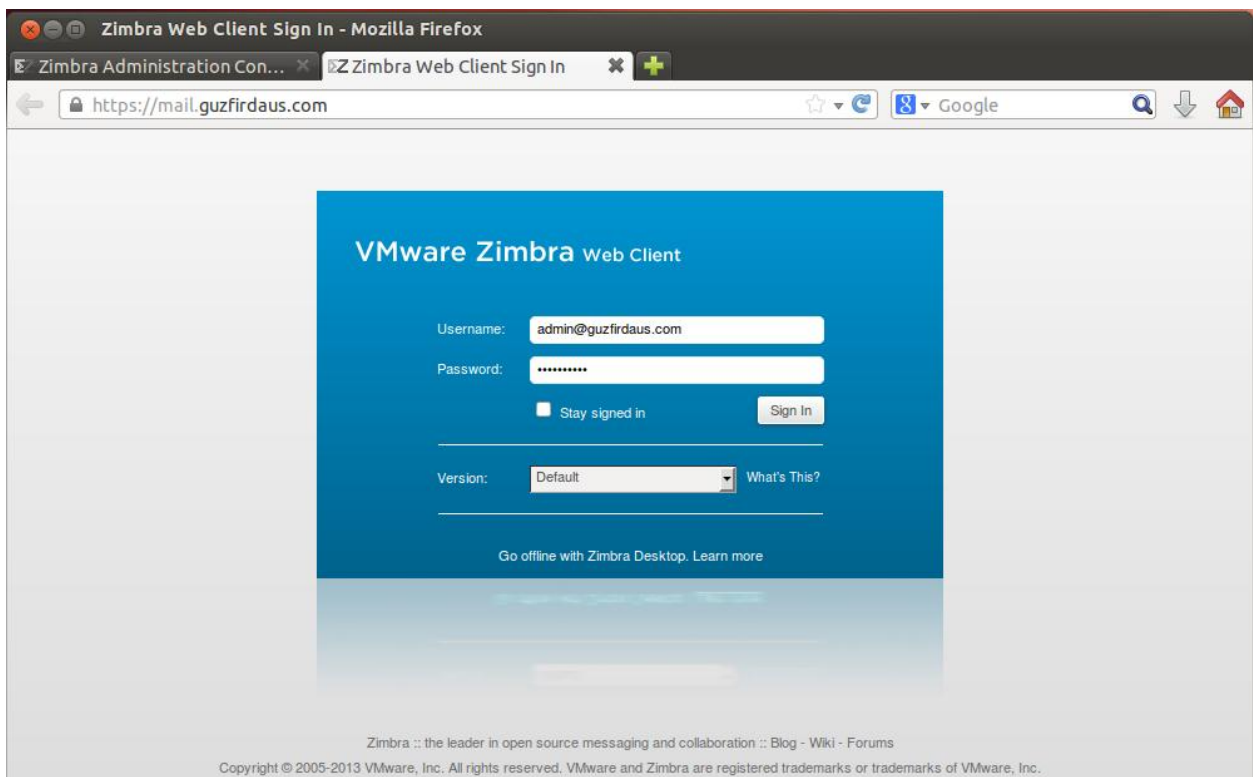 Zimbra Web Client Sign In - Mozilla Firefox
Zimbra Administration Con... Zimbra Web Client Sign In
https://mail.guzfirdaus.com Google
VMware Zimbra Web Client
Username: admin@guzfirdaus.com
Password: ••••••••••
Stay signed in Sign In
Version: Default What's This?
Go offline with Zimbra Desktop. Learn more
Zimbra :: the leader in open source messaging and collaboration :: Blog - Wiki - Forums
Copyright © 2005-2013 VMware, Inc. All rights reserved. VMware and Zimbra are registered trademarks or trademarks of VMware, Inc.